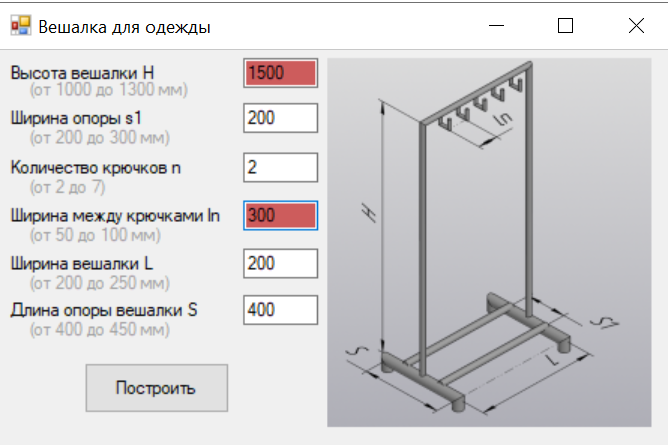 Вешалка для одежды
Высота вешалки H 1500
(от 1000 до 1300 мм)
Ширина опоры s1 200
(от 200 до 300 мм)
Количество крючков n 2
(от 2 до 7)
Ширина между крючками ln 300
(от 50 до 100 мм)
Ширина вешалки L 200
(от 200 до 250 мм)
Длина опоры вешалки S 400
(от 400 до 450 мм)
Построить
ln
H
S1
S
L